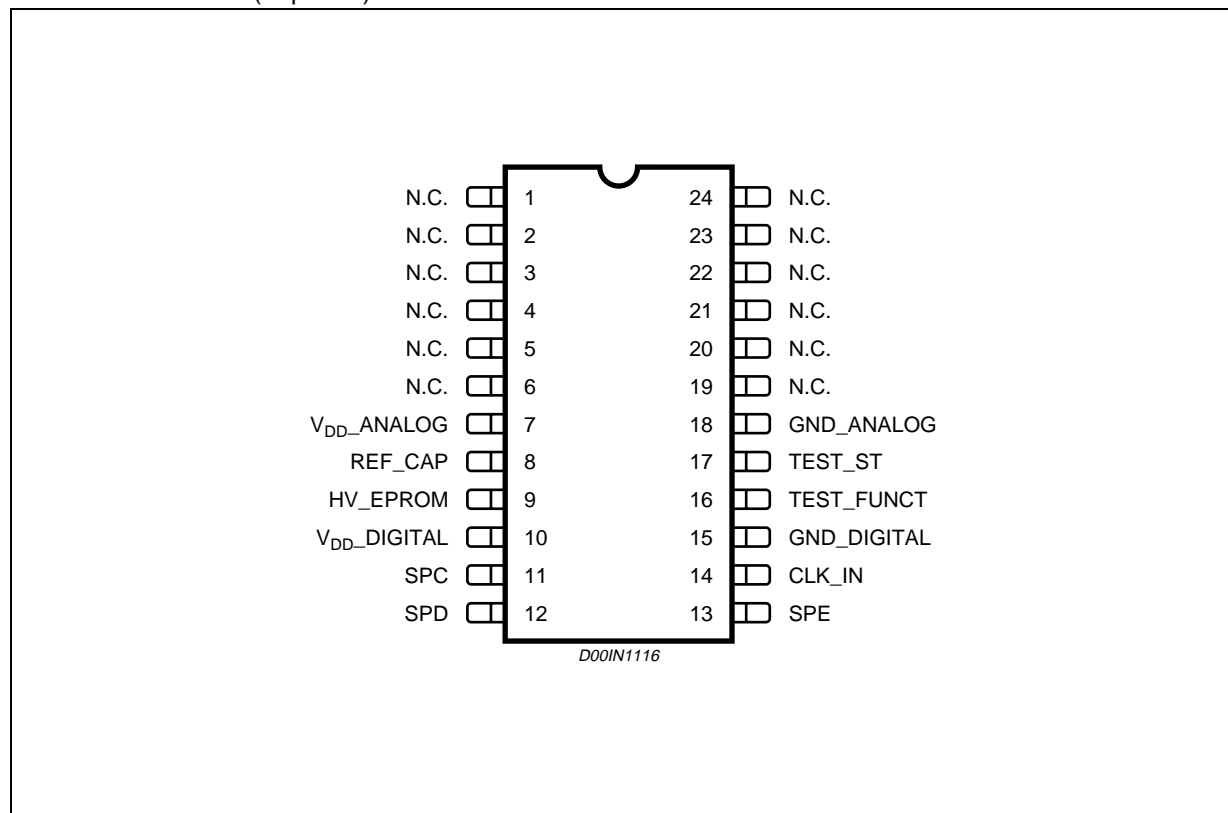 N.C. 1 24 N.C.
N.C. 2 23 N.C.
N.C. 3 22 N.C.
N.C. 4 21 N.C.
N.C. 5 20 N.C.
N.C. 6 19 N.C.
VDD_ANALOG 7 18 GND_ANALOG
REF_CAP 8 17 TEST_ST
HV_EPROM 9 16 TEST_FUNCT
VDD_DIGITAL 10 15 GND_DIGITAL
SPC 11 14 CLK_IN
SPD 12 13 SPE
D00IN1116